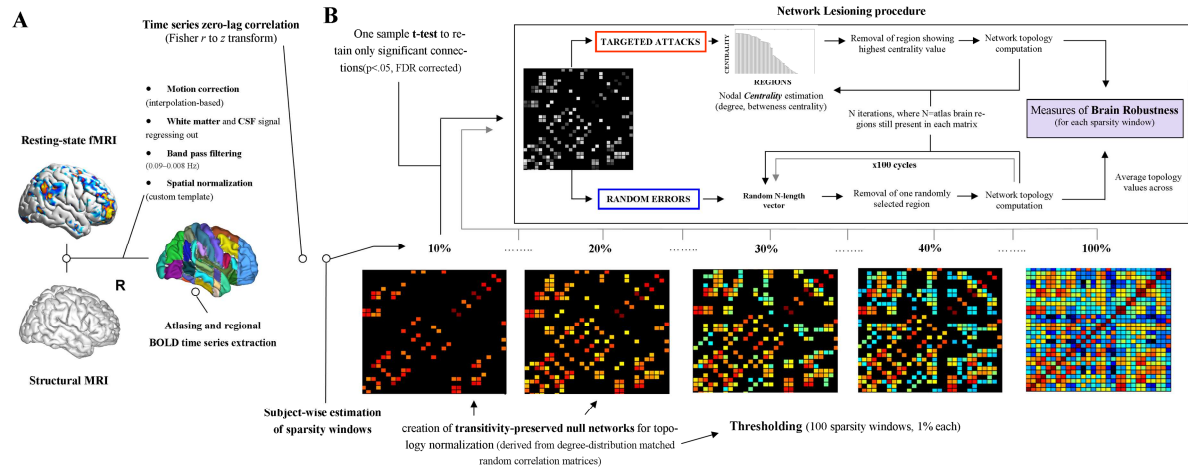 A
Time series zero-lag correlation
(Fisher r to z transform)
• Motion correction
(interpolation-based)
• White matter and CSF signal
regressing out
• Band pass filtering
(0.09–0.008 Hz)
• Spatial normalization
(custom template)
Resting-state fMRI
R
Atlasing and regional
BOLD time series extraction
Structural MRI
Subject-wise estimation
of sparsity windows
B
Network Lesioning procedure
One sample t-test to re-
tain only significant connec-
tions(p<.05, FDR corrected)
TARGETED ATTACKS
CENTRALITY
REGIONS
Nodal Centrality estimation
(degree, betweness centrality)
Removal of region showing
highest centrality value
Network topology
computation
N iterations, where N=atlas brain re-
gions still present in each matrix
Measures of Brain Robustness
(for each sparsity window)
x100 cycles
RANDOM ERRORS
Random N-length
vector
Removal of one randomly
selected region
Network topology
computation
Average topology
values across
10% ........ 20% ........ 30% ........ 40% ........ 100%
creation of transitivity-preserved null networks for topo-
logy normalization (derived from degree-distribution matched
random correlation matrices)
Thresholding (100 sparsity windows, 1% each)